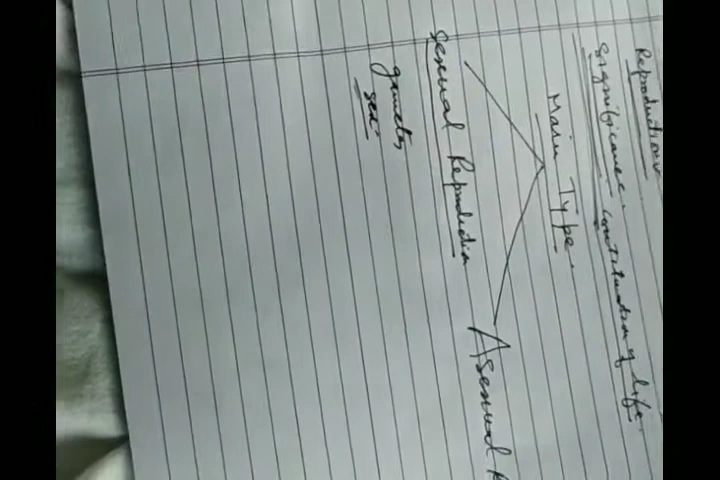 Reproduction
Significance. Continuation of life.
Main Type.
Sexual Reproduction
Asexual R
gametes
sex.